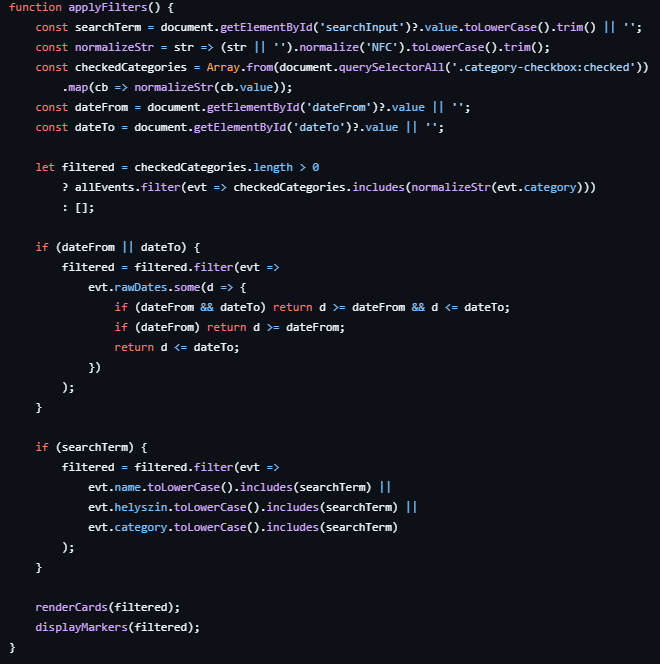 function applyFilters() {
    const searchTerm = document.getElementById('searchInput')?.value.toLowerCase().trim() || '';
    const normalizeStr = str => (str || '').normalize('NFC').toLowerCase().trim();
    const checkedCategories = Array.from(document.querySelectorAll('.category-checkbox:checked'))
        .map(cb => normalizeStr(cb.value));
    const dateFrom = document.getElementById('dateFrom')?.value || '';
    const dateTo = document.getElementById('dateTo')?.value || '';

    let filtered = checkedCategories.length > 0
        ? allEvents.filter(evt => checkedCategories.includes(normalizeStr(evt.category)))
        : [];

    if (dateFrom || dateTo) {
        filtered = filtered.filter(evt =>
            evt.rawDates.some(d => {
                if (dateFrom && dateTo) return d >= dateFrom && d <= dateTo;
                if (dateFrom) return d >= dateFrom;
                return d <= dateTo;
            })
        );
    }

    if (searchTerm) {
        filtered = filtered.filter(evt =>
            evt.name.toLowerCase().includes(searchTerm) ||
            evt.helyszin.toLowerCase().includes(searchTerm) ||
            evt.category.toLowerCase().includes(searchTerm)
        );
    }

    renderCards(filtered);
    displayMarkers(filtered);
}